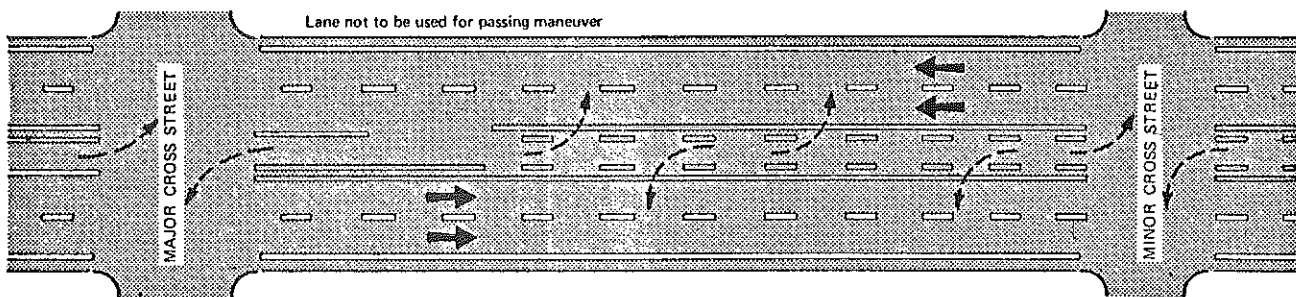 Lane not to be used for passing maneuver
MAJOR CROSS STREET
MINOR CROSS STREET